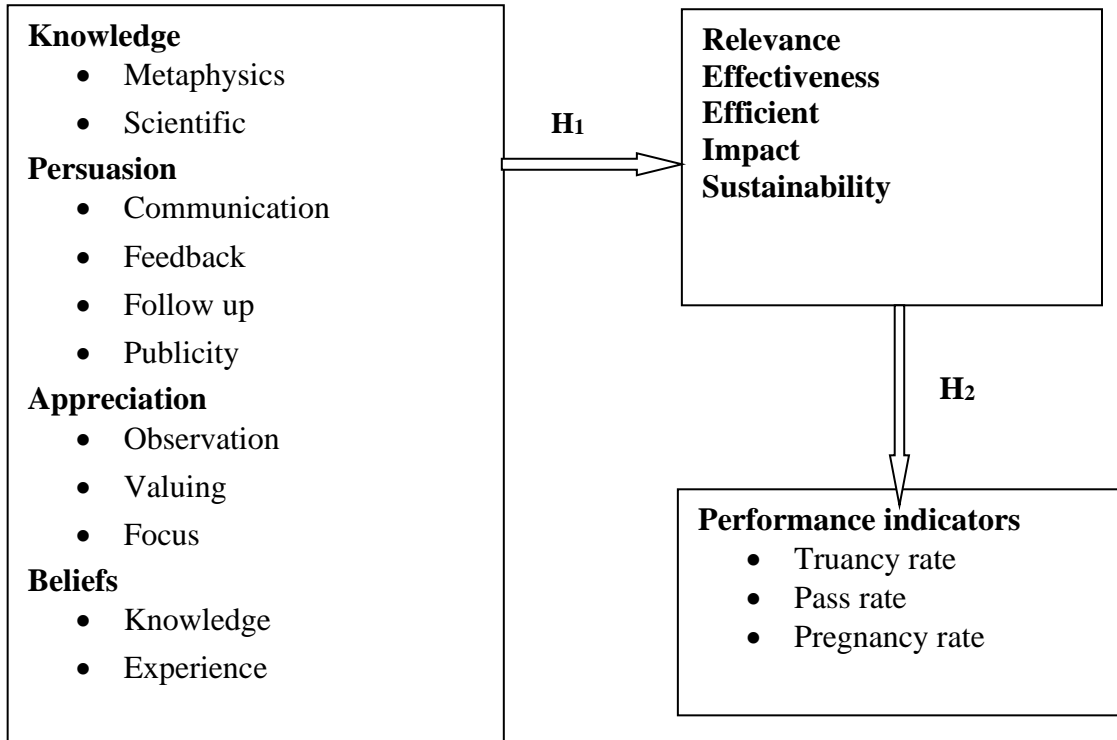 Knowledge
• Metaphysics
• Scientific
Persuasion
• Communication
• Feedback
• Follow up
• Publicity
Appreciation
• Observation
• Valuing
• Focus
Beliefs
• Knowledge
• Experience
H1
Relevance
Effectiveness
Efficient
Impact
Sustainability
H2
Performance indicators
• Truancy rate
• Pass rate
• Pregnancy rate